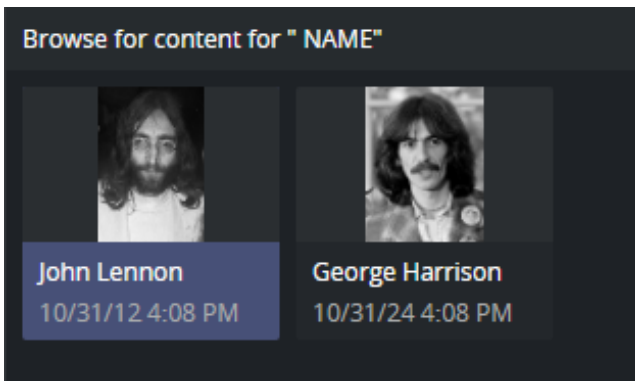 Browse for content for " NAME"
John Lennon
10/31/12 4:08 PM
George Harrison
10/31/24 4:08 PM